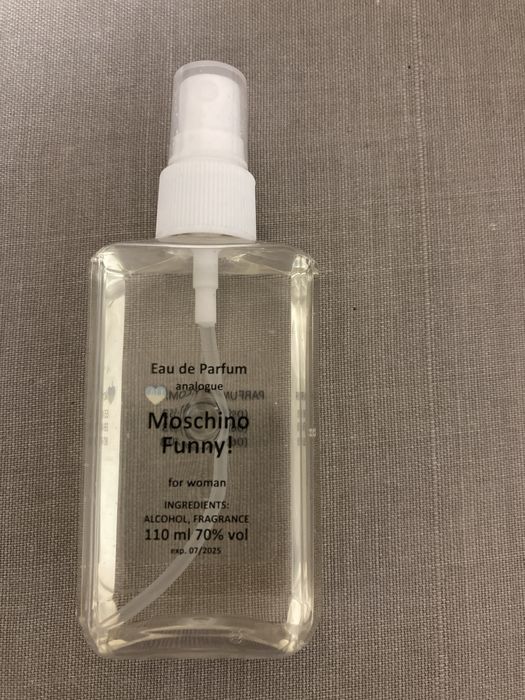 Eau de Parfum
analogue
Moschino
Funny!
for woman
INGREDIENTS:
ALCOHOL, FRAGRANCE
110 ml 70% vol
exp. 07/2025